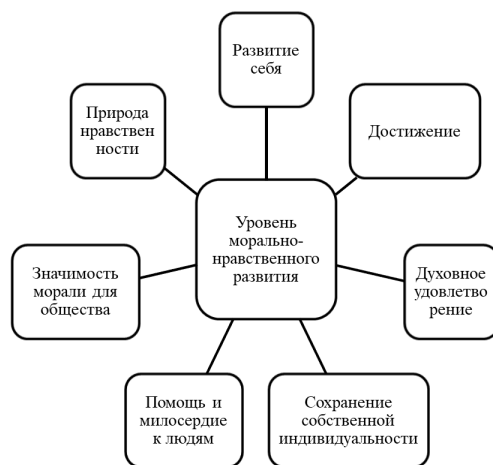 Развитие
себя
Природа
нравствен
ности
Достижение
Уровень
морально-
нравственного
развития
Значимость
морали для
общества
Духовное
удовлетво
рение
Помощь и
милосердие
к людям
Сохранение
собственной
индивидуальности